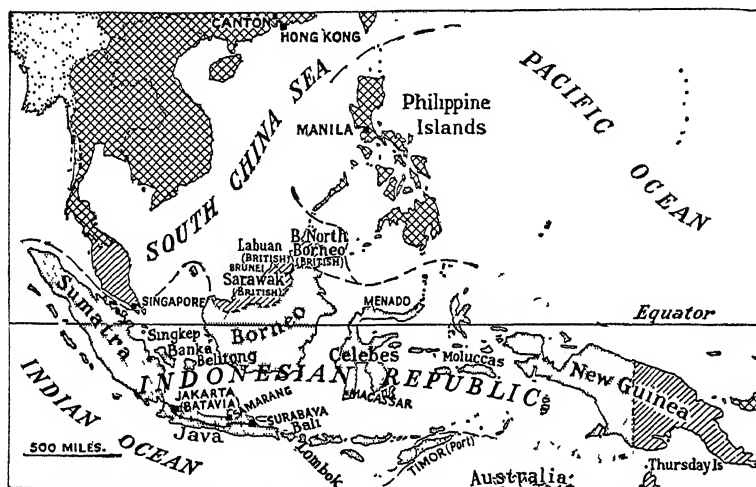 CANTON
HONG KONG
PACIFIC OCEAN
SOUTH CHINA SEA
Philippine
Islands
MANILA
B. North
Borneo
(BRITISH)
Labuan
(BRITISH)
BRUNEI
Sarawak
(BRITISH)
SINGAPORE
MENADO
Equator
Sumatra
Borneo
Singkep
Banka
Belitong
Celebes
Moluccas
New Guinea
INDONESIAN REPUBLIC
INDIAN OCEAN
JAKARTA
(BATAVIA)
SAMARANG
SURABAYA
MACASSAR
Java
Bali
Lombok
TIMOR (Port)
500 MILES.
Australia
Thursday Is